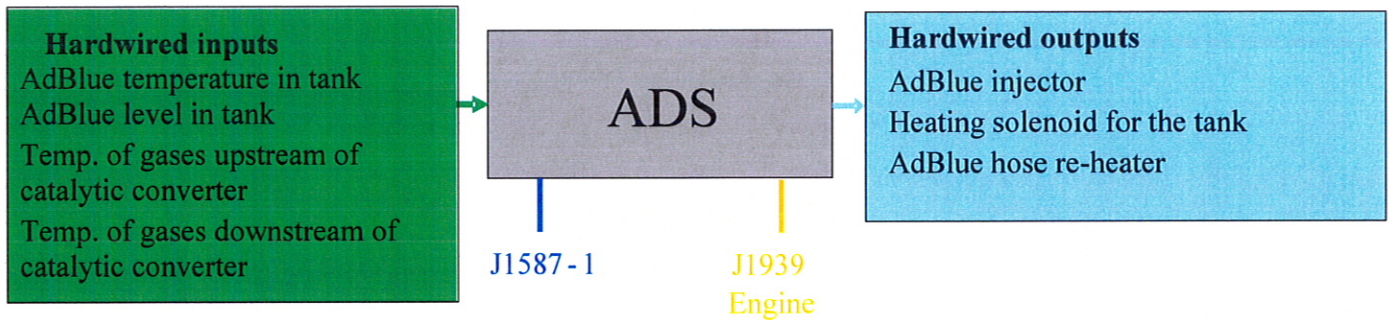 Hardwired inputs
AdBlue temperature in tank
AdBlue level in tank
Temp. of gases upstream of
catalytic converter
Temp. of gases downstream of
catalytic converter
ADS
J1587 - 1
J1939
Engine
Hardwired outputs
AdBlue injector
Heating solenoid for the tank
AdBlue hose re-heater